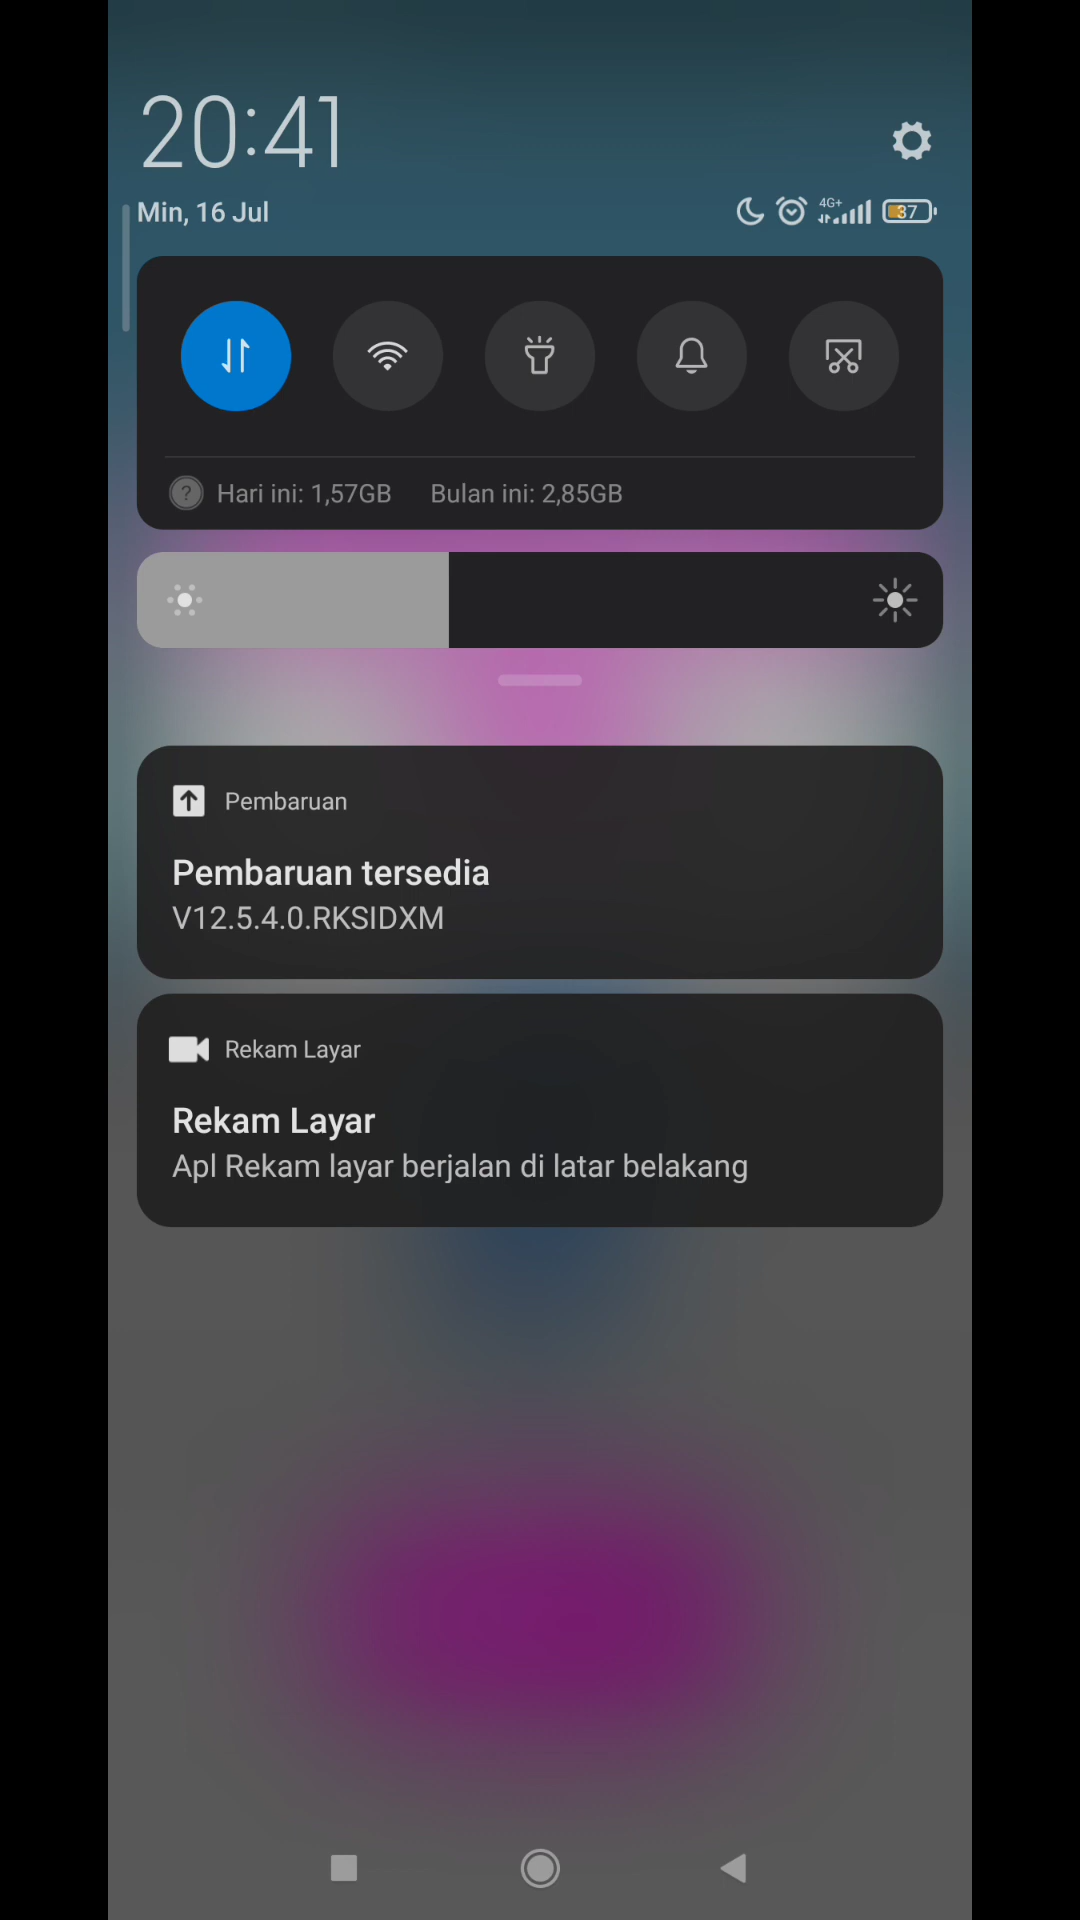 20:41
Min, 16 Jul
4G+
37
Hari ini: 1,57GB Bulan ini: 2,85GB
Pembaruan
Pembaruan tersedia
V12.5.4.0.RKSIDXM
Rekam Layar
Rekam Layar
Apl Rekam layar berjalan di latar belakang